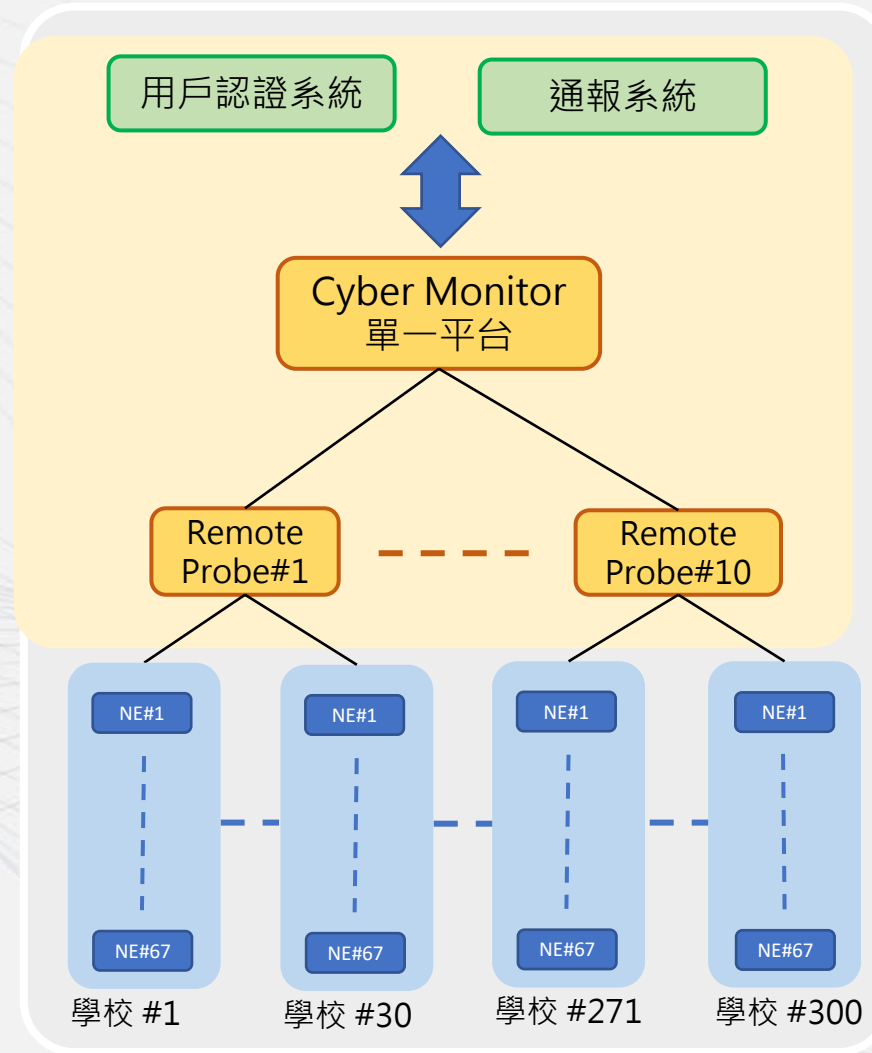 用戶認證系統
通報系統
Cyber Monitor
單一平台
Remote
Probe#1
Remote
Probe#10
NE#1
NE#1
NE#1
NE#1
NE#67
NE#67
NE#67
NE#67
學校 #1
學校 #30
學校 #271
學校 #300